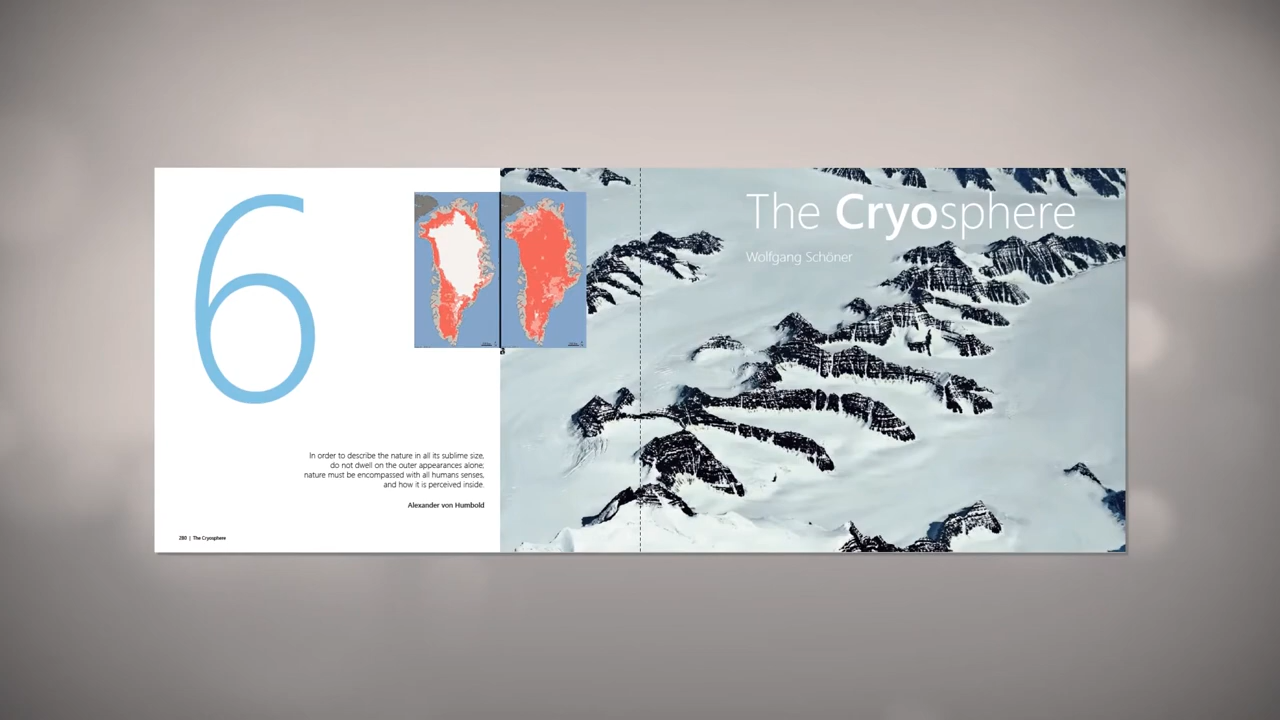 6
The Cryosphere
Wolfgang Schöner
In order to describe the nature in all its sublime size,
do not dwell on the outer appearances alone;
nature must be encompassed with all humans senses,
and how it is perceived inside.
Alexander von Humbold
280 | The Cryosphere